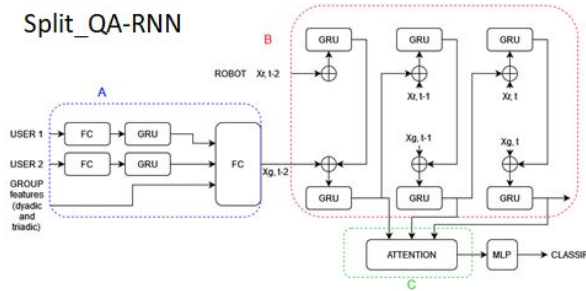 Split_QA-RNN
B
GRU
GRU
GRU
ROBOT Xr, t-2
Xr, t-1
Xr, t
A
USER 1
FC
GRU
USER 2
FC
GRU
FC
GROUP
features
(dyadic
and
triadic)
Xg, t-2
Xg, t-1
Xg, t
GRU
GRU
GRU
ATTENTION
MLP
CLASSIF
C